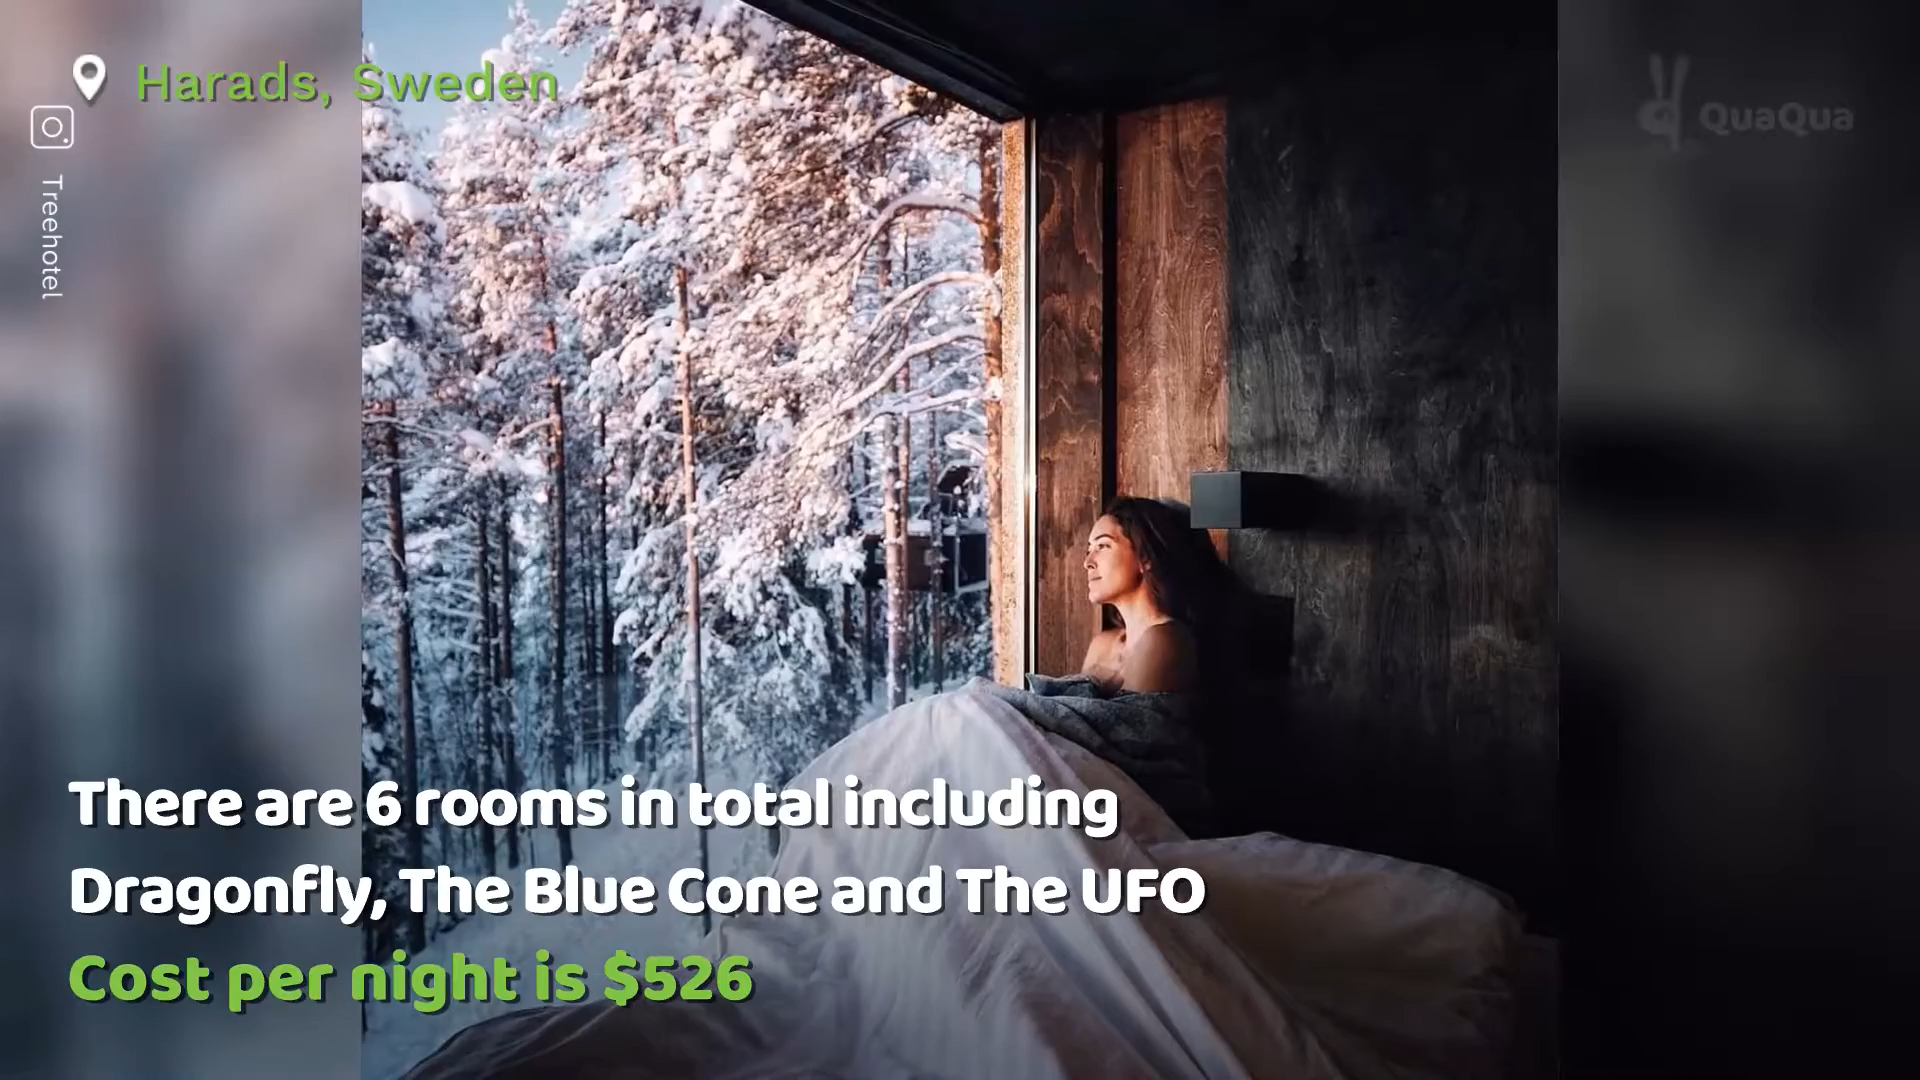 Harads, Sweden
Treehotel
QuaQua
There are 6 rooms in total including
Dragonfly, The Blue Cone and The UFO
Cost per night is $526